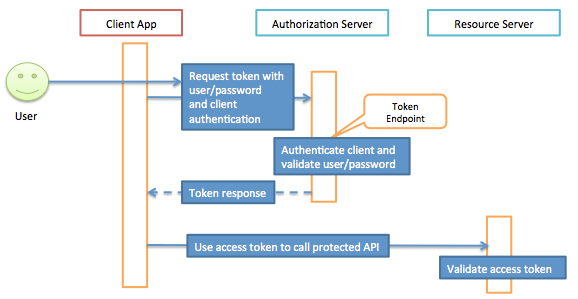 Client App
Authorization Server
Resource Server
User
Request token with
user/password
and client
authentication
Token
Endpoint
Authenticate client and
validate user/password
Token response
Use access token to call protected API
Validate access token